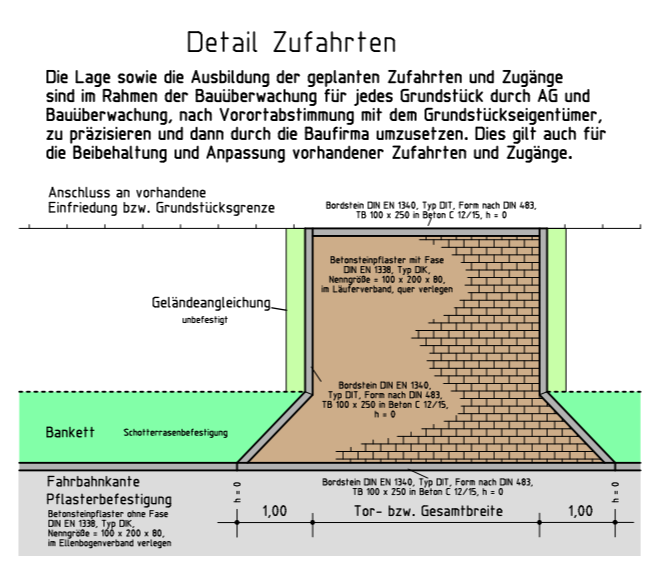 Detail Zufahrten
Die Lage sowie die Ausbildung der geplanten Zufahrten und Zugänge
sind im Rahmen der Bauüberwachung für jedes Grundstück durch AG und
Bauüberwachung, nach Vorortabstimmung mit dem Grundstückseigentümer,
zu präzisieren und dann durch die Baufirma umzusetzen. Dies gilt auch für
die Beibehaltung und Anpassung vorhandener Zufahrten und Zugänge.
Anschluss an vorhandene
Einfriedung bzw. Grundstücksgrenze
Bordstein DIN EN 1340, Typ DIT, Form nach DIN 483,
TB 100 x 250 in Beton C 12/15, h = 0
Betonsteinpflaster mit Fase
DIN EN 1338, Typ DIK,
Nenngröße = 100 x 200 x 80,
im Läuferverband, quer verlegen
Geländeangleichung
unbefestigt
Bordstein DIN EN 1340,
Typ DIT, Form nach DIN 483,
TB 100 x 250 in Beton C 12/15,
h = 0
Bankett
Schotterrasenbefestigung
Fahrbahnkante
Pflasterbefestigung
Betonsteinpflaster ohne Fase
DIN EN 1338, Typ DIK,
Nenngröße = 100 x 200 x 80,
im Ellenbogenverband verlegen
h = 0
Bordstein DIN EN 1340, Typ DIT, Form nach DIN 483,
TB 100 x 250 in Beton C 12/15, h = 0
h = 0
1,00
Tor- bzw. Gesamtbreite
1,00